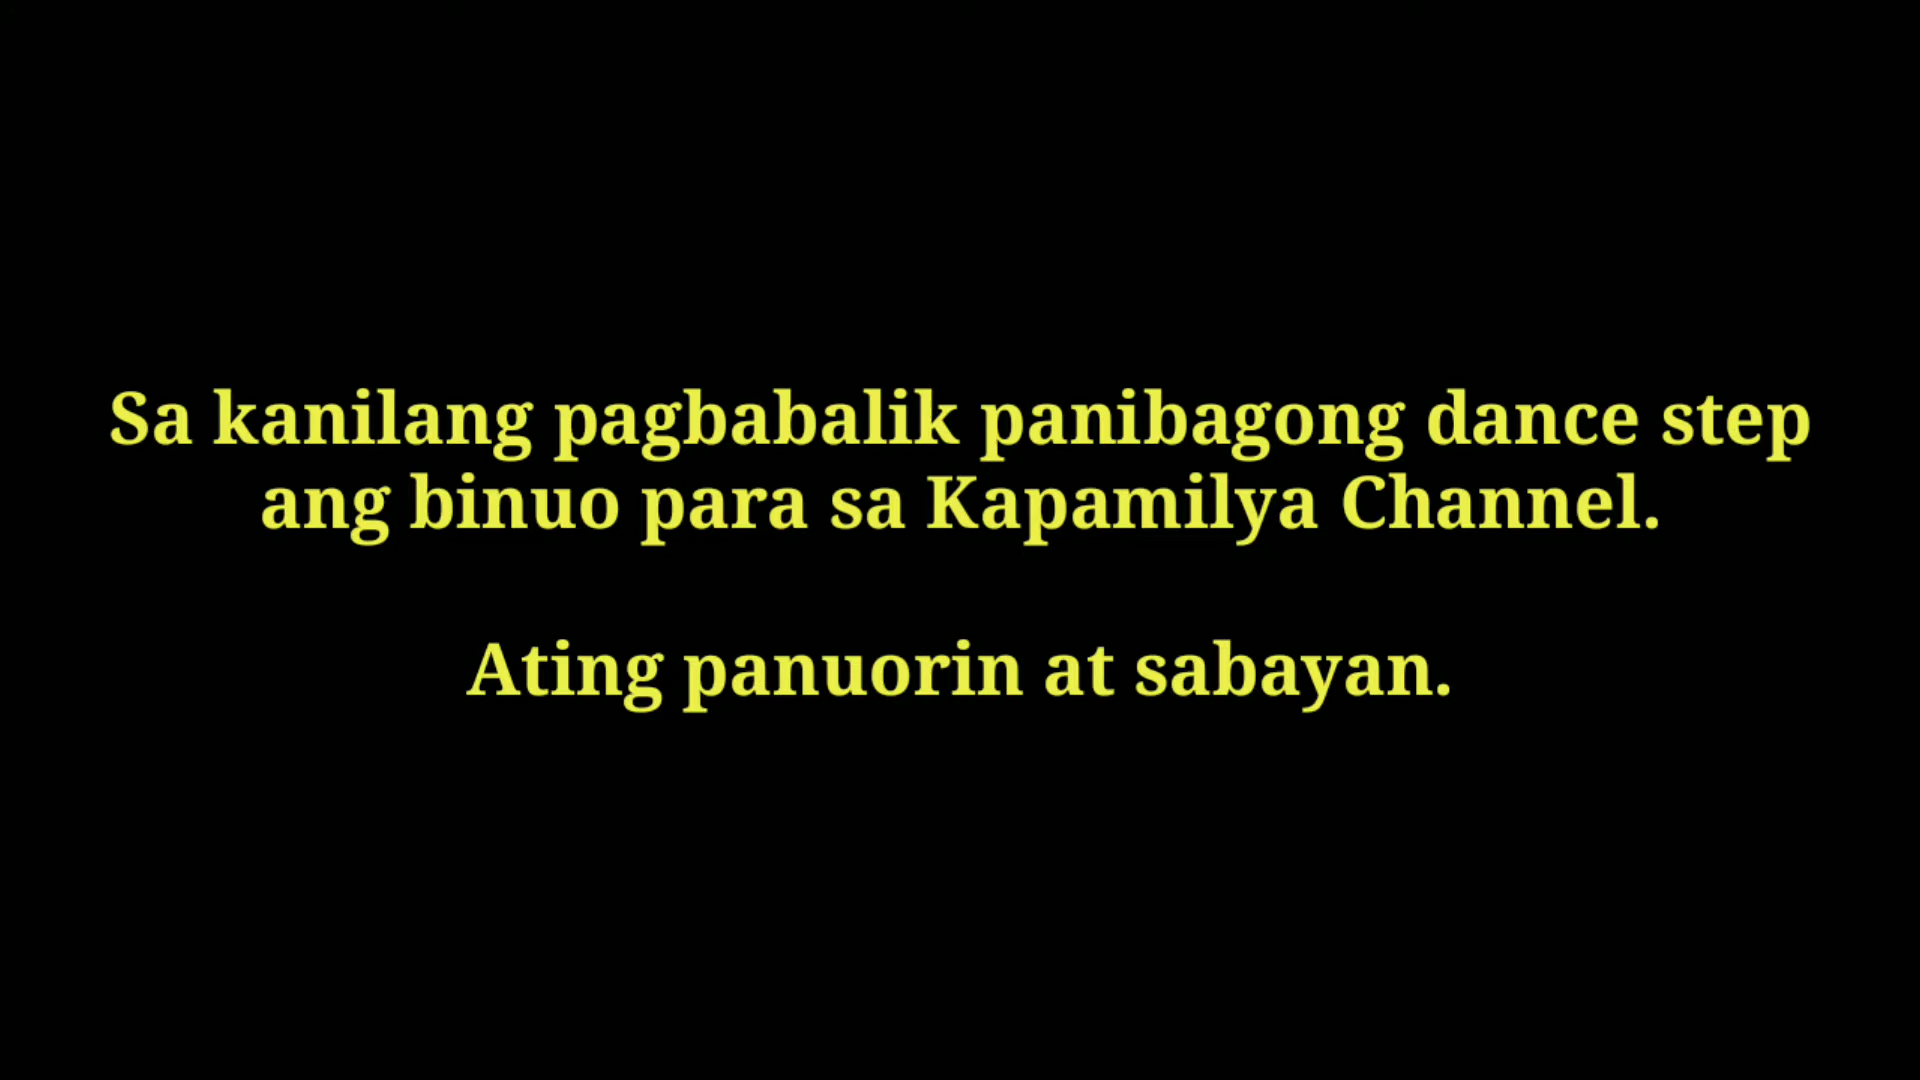 Sa kanilang pagbabalik panibagong dance step
ang binuo para sa Kapamilya Channel.
Ating panuorin at sabayan.